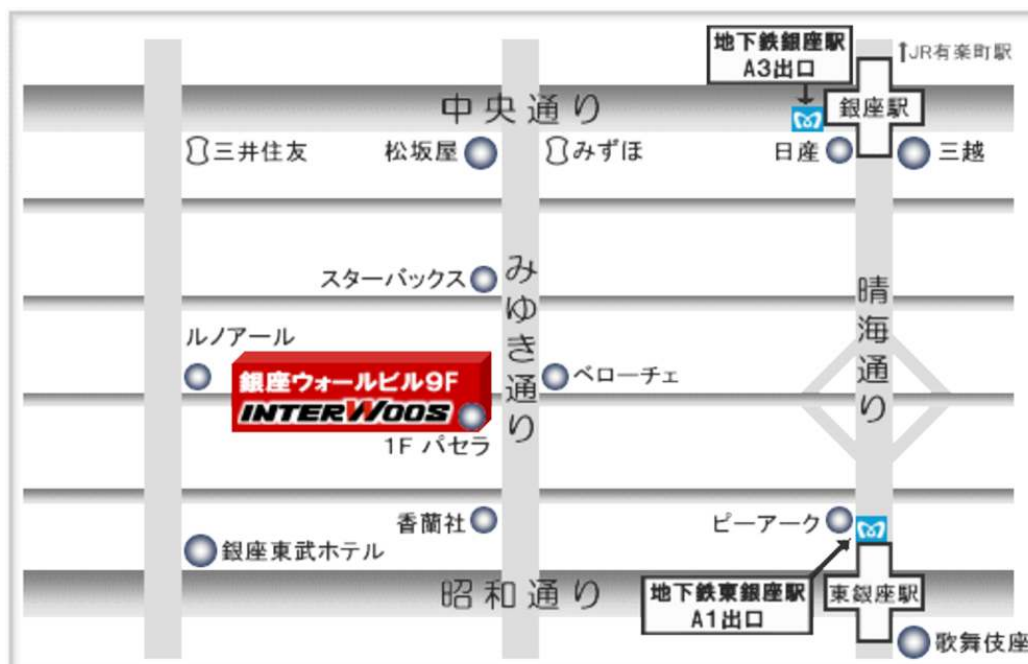 地下鉄銀座駅
A3出口
↑JR有楽町駅
中央通り
銀座駅
三井住友
松坂屋
みずほ
日産
三越
スターバックス
みゆき通り
晴海通り
ルノアール
銀座ウォールビル9F
INTERWOOS
ベローチェ
1F パセラ
香蘭社
ピーアーク
銀座東武ホテル
昭和通り
地下鉄東銀座駅
A1出口
東銀座駅
歌舞伎座